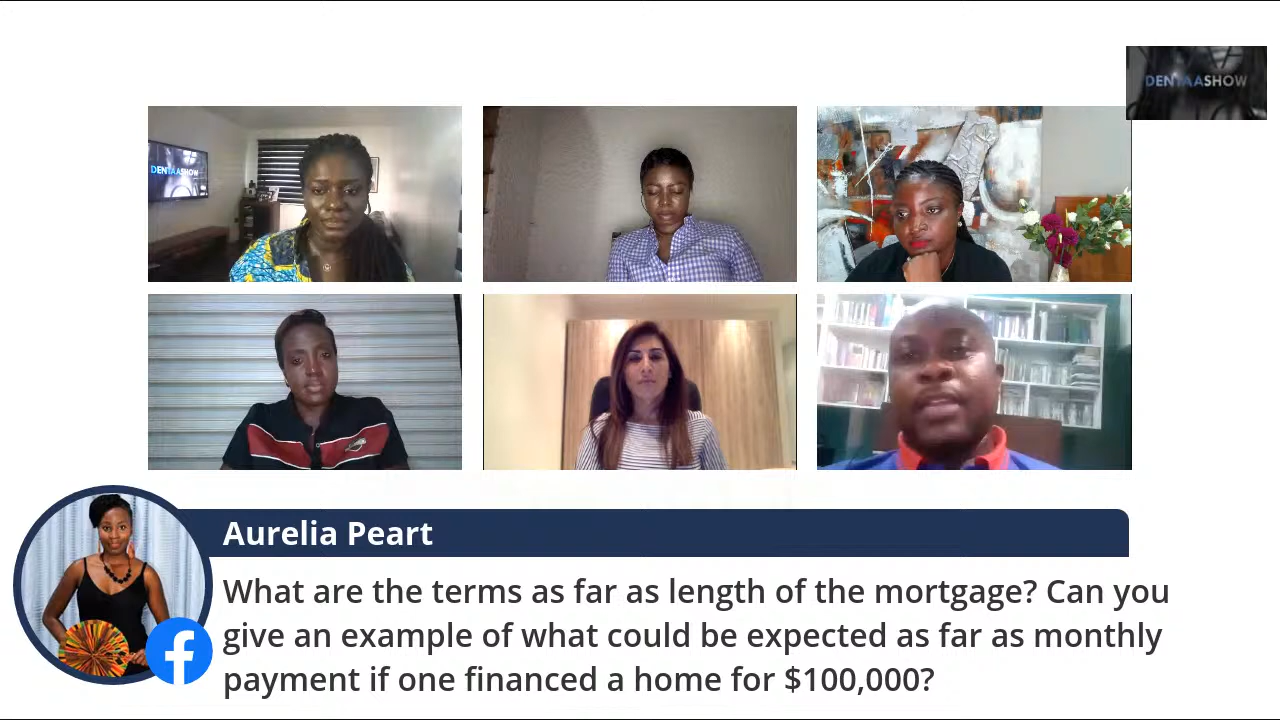 DENTAASHOW
DENTAASHOW
Aurelia Peart
What are the terms as far as length of the mortgage? Can you
give an example of what could be expected as far as monthly
payment if one financed a home for $100,000?